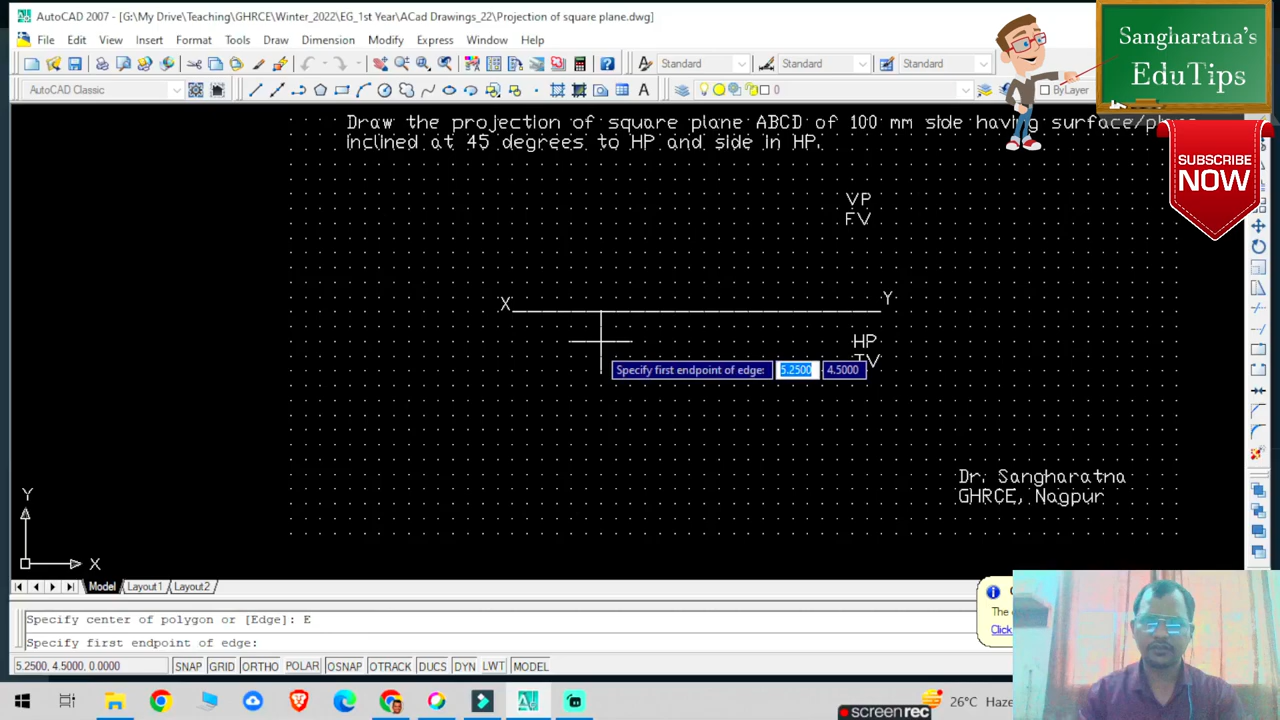 AutoCAD 2007 - [G:\My Drive\Teaching\GHRCE\Winter_2022\EG_1st Year\ACad Drawings_22\Projection of square plane.dwg]
File Edit View Insert Format Tools Draw Dimension Modify Express Window Help
Standard Standard Standard
AutoCAD Classic 0 ByLayer
Sangharatna's
EduTips
SUBSCRIBE
NOW
Draw the projection of square plane ABCD of 100 mm side having surface/plane
inclined at 45 degrees to HP and side in HP.
VP
FV
X Y
HP
TV
Specify first endpoint of edge: 5.2500 4.5000
Dr. Sangharatna
GHRCE, Nagpur
Y
X
Model Layout1 Layout2
Specify center of polygon or [Edge]: E
Specify first endpoint of edge:
5.2500, 4.5000, 0.0000 SNAP GRID ORTHO POLAR OSNAP OTRACK DUCS DYN LWT MODEL
Click
26°C Haze
screenrec